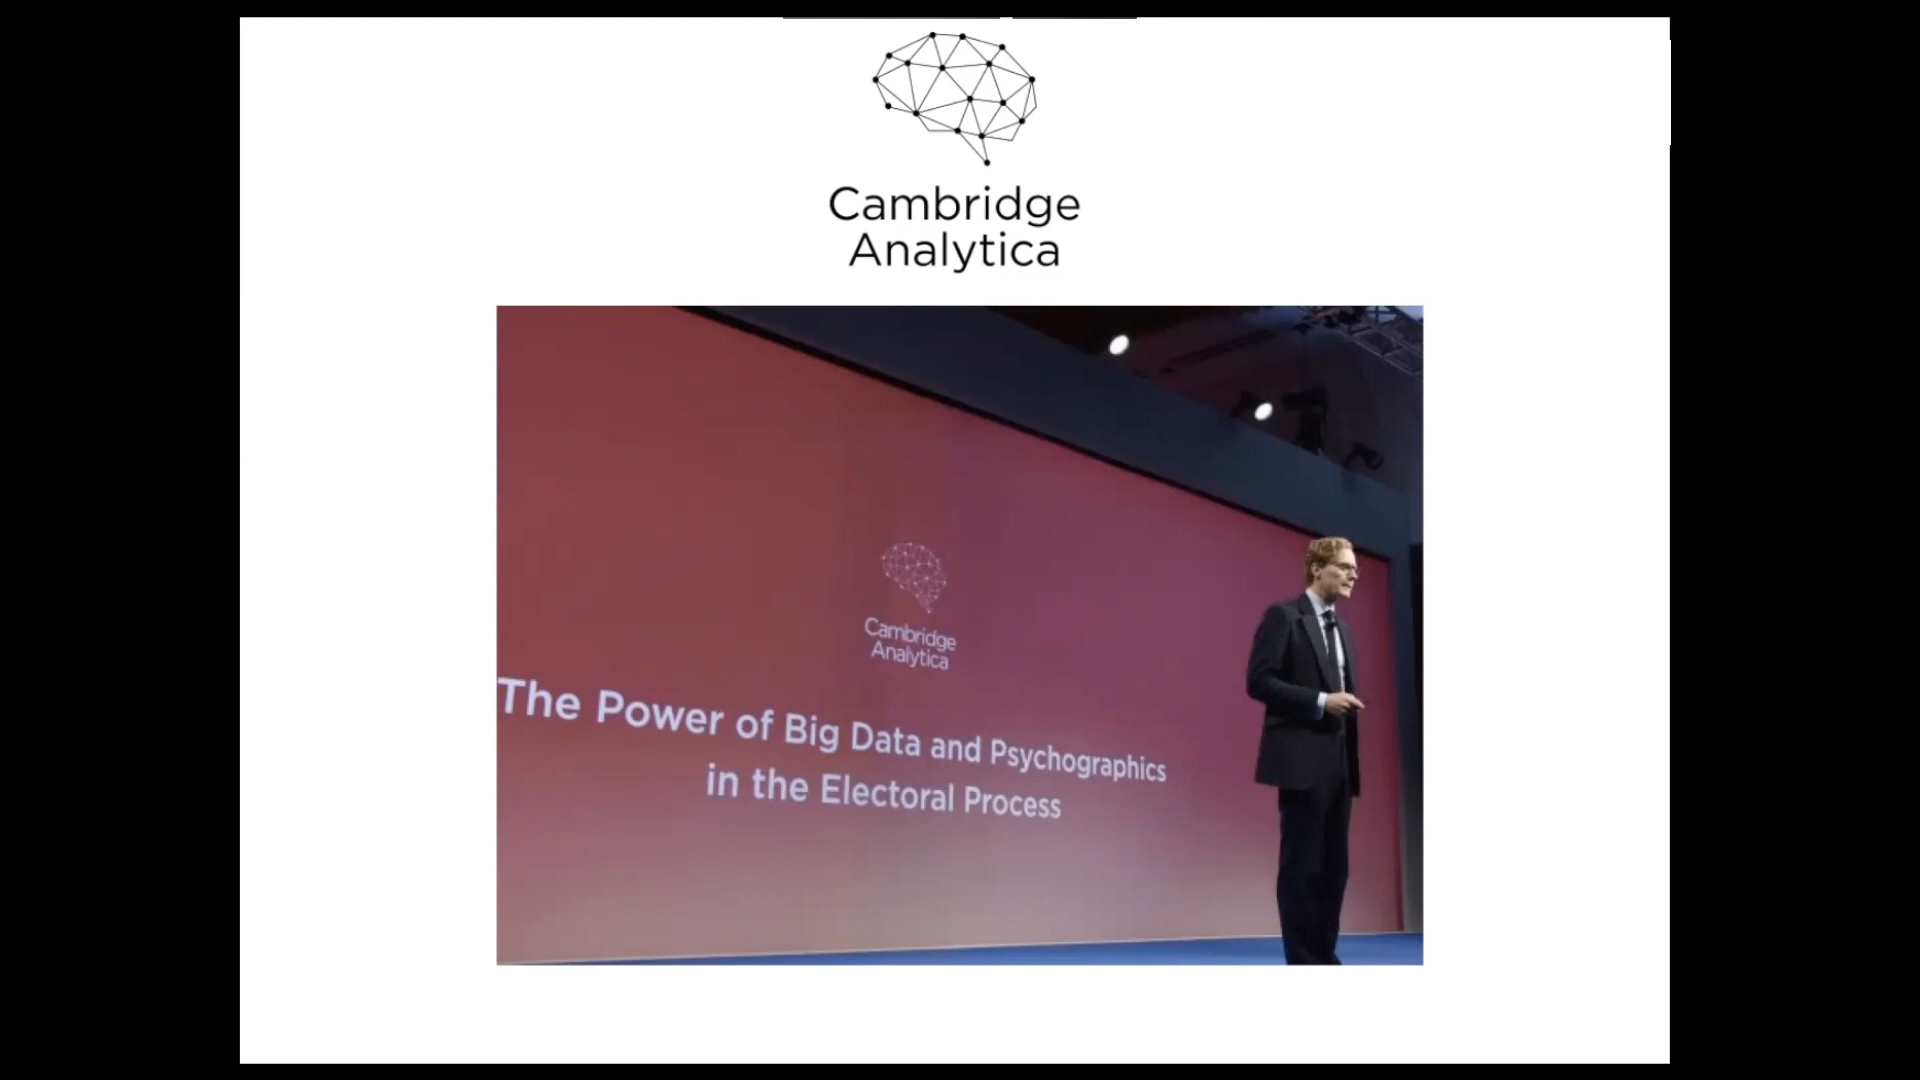 Cambridge
Analytica
Cambridge
Analytica
The Power of Big Data and Psychographics
in the Electoral Process